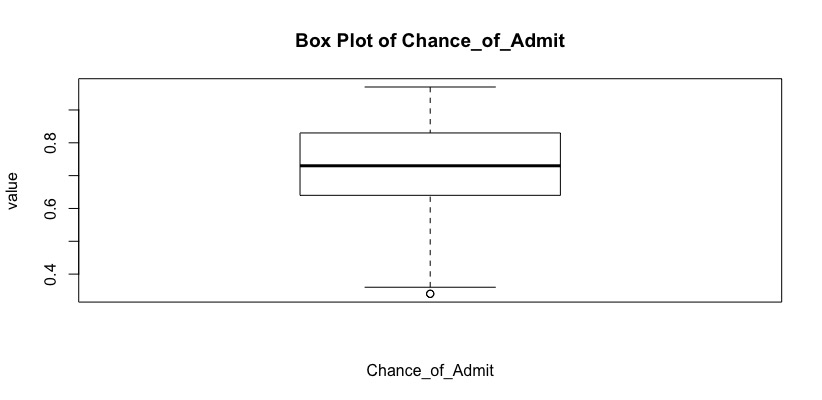 Box Plot of Chance_of_Admit
value
0.8
0.6
0.4
Chance_of_Admit